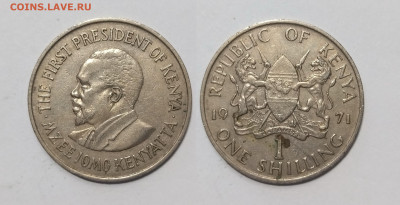 COINS.LAVE.RU
THE FIRST PRESIDENT OF KENYA
MZEE JOMO KENYATTA
REPUBLIC OF KENYA
19 71
1
ONE SHILLING